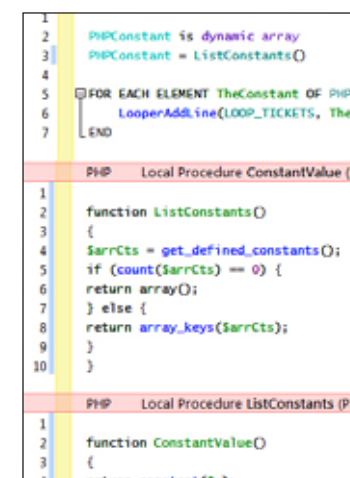 1
2 PHPConstant is dynamic array
3 PHPConstant = ListConstants()
4
5 FOR EACH ELEMENT TheConstant OF PHP
6 LooperAddLine(LOOP_TICKETS, The
7 END
PHP Local Procedure ConstantValue (
1
2 function ListConstants()
3 {
4 $arrCts = get_defined_constants();
5 if (count($arrCts) == 0) {
6 return array();
7 } else {
8 return array_keys($arrCts);
9 }
10 }
PHP Local Procedure ListConstants (P
1
2 function ConstantValue()
3 {